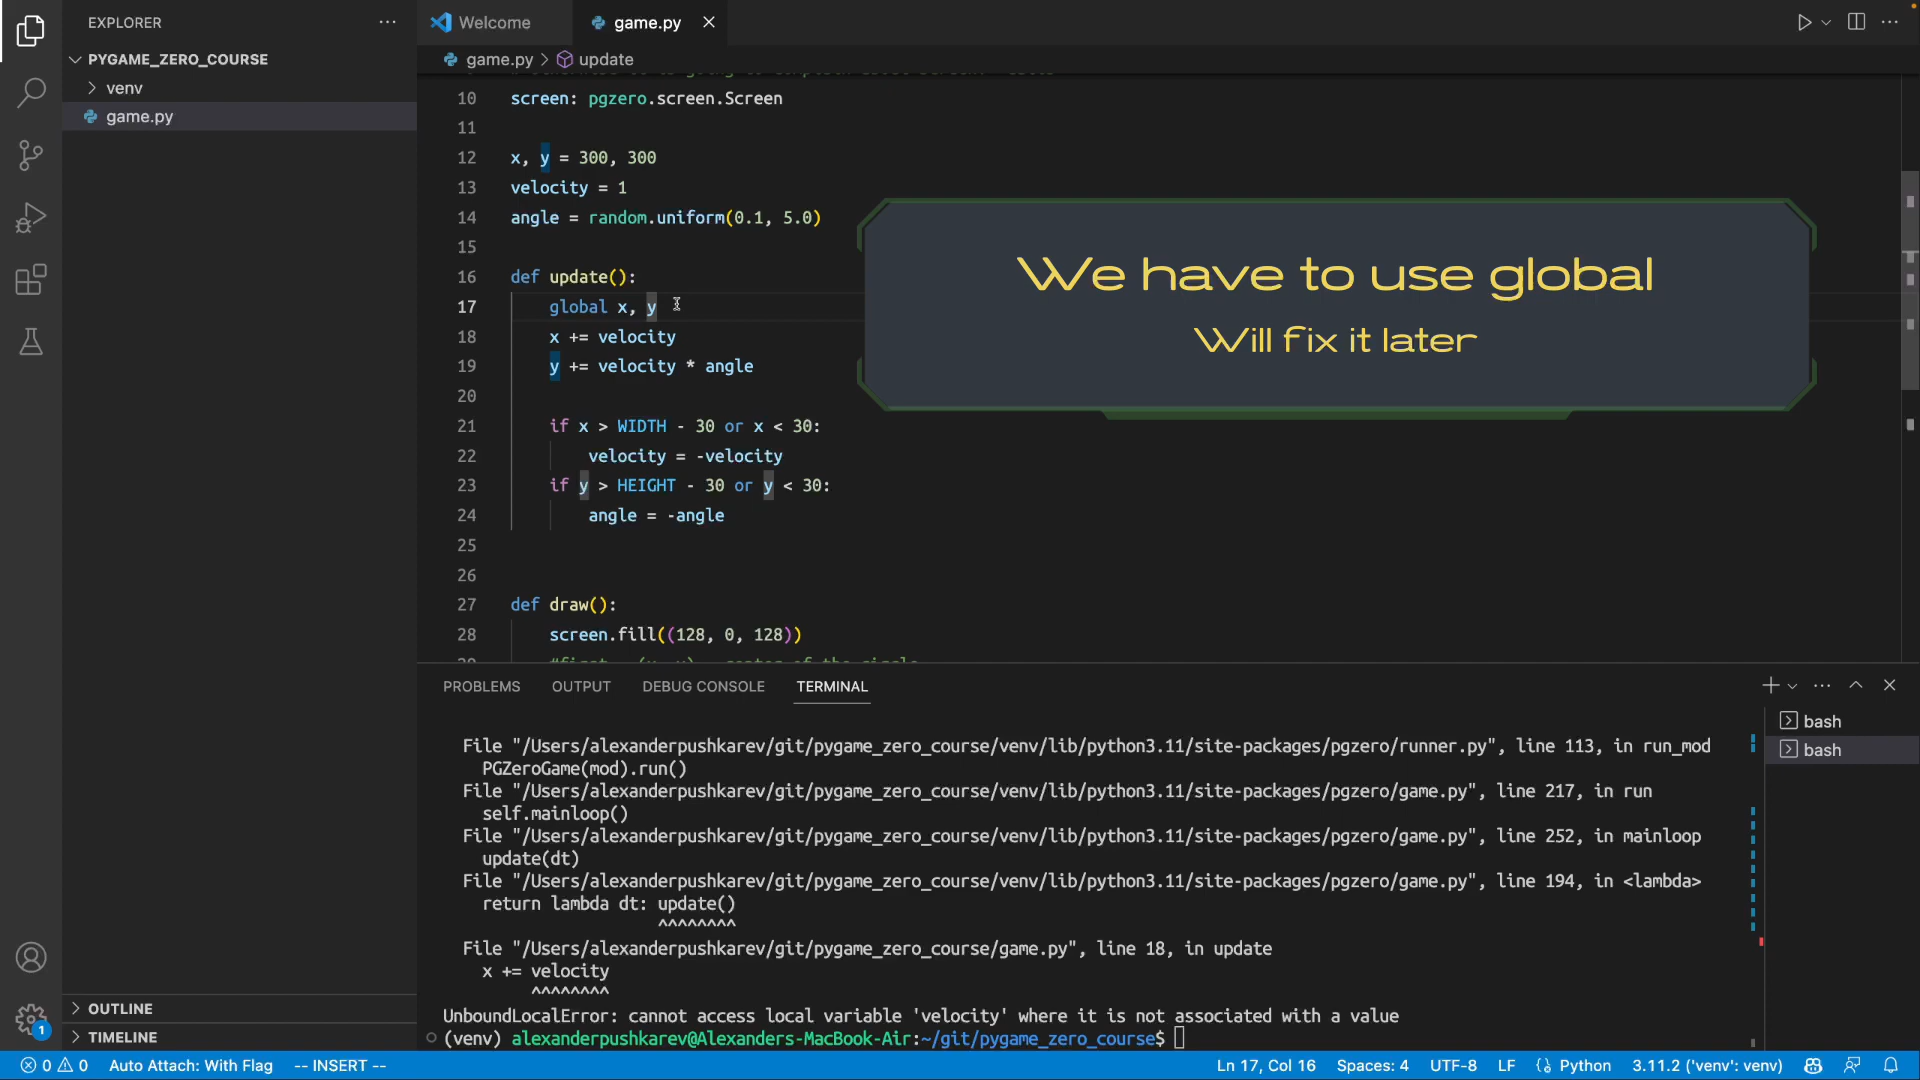 EXPLORER
Welcome
game.py
PYGAME_ZERO_COURSE
venv
game.py
game.py > update
10 screen: pgzero.screen.Screen
11
12 x, y = 300, 300
13 velocity = 1
14 angle = random.uniform(0.1, 5.0)
15
16 def update():
17 global x, y
18 x += velocity
19 y += velocity * angle
20
21 if x > WIDTH - 30 or x < 30:
22 velocity = -velocity
23 if y > HEIGHT - 30 or y < 30:
24 angle = -angle
25
26
27 def draw():
28 screen.fill((128, 0, 128))
We have to use global
Will fix it later
PROBLEMS
OUTPUT
DEBUG CONSOLE
TERMINAL
bash
bash
File "/Users/alexanderpushkarev/git/pygame_zero_course/venv/lib/python3.11/site-packages/pgzero/runner.py", line 113, in run_mod
PGZeroGame(mod).run()
File "/Users/alexanderpushkarev/git/pygame_zero_course/venv/lib/python3.11/site-packages/pgzero/game.py", line 217, in run
self.mainloop()
File "/Users/alexanderpushkarev/git/pygame_zero_course/venv/lib/python3.11/site-packages/pgzero/game.py", line 252, in mainloop
update(dt)
File "/Users/alexanderpushkarev/git/pygame_zero_course/venv/lib/python3.11/site-packages/pgzero/game.py", line 194, in <lambda>
return lambda dt: update()
^^^^^^^^
File "/Users/alexanderpushkarev/git/pygame_zero_course/game.py", line 18, in update
x += velocity
^^^^^^^^
UnboundLocalError: cannot access local variable 'velocity' where it is not associated with a value
(venv) alexanderpushkarev@Alexanders-MacBook-Air:~/git/pygame_zero_course$
OUTLINE
TIMELINE
1
0 0 Auto Attach: With Flag -- INSERT --
Ln 17, Col 16 Spaces: 4 UTF-8 LF Python 3.11.2 ('venv': venv)